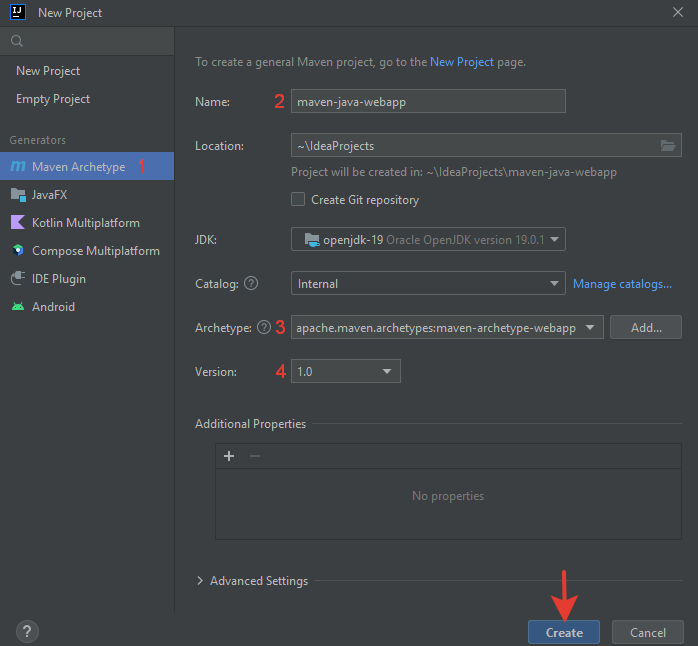 IJ New Project
New Project
Empty Project
Generators
m Maven Archetype 1
JavaFX
Kotlin Multiplatform
Compose Multiplatform
IDE Plugin
Android
To create a general Maven project, go to the New Project page.
Name: 2 maven-java-webapp
Location: ~\IdeaProjects
Project will be created in: ~\IdeaProjects\maven-java-webapp
Create Git repository
JDK: openjdk-19 Oracle OpenJDK version 19.0.1
Catalog: ? Internal Manage catalogs...
Archetype: ? 3 apache.maven.archetypes:maven-archetype-webapp Add...
Version: 4 1.0
Additional Properties
+ −
No properties
Advanced Settings
? Create Cancel